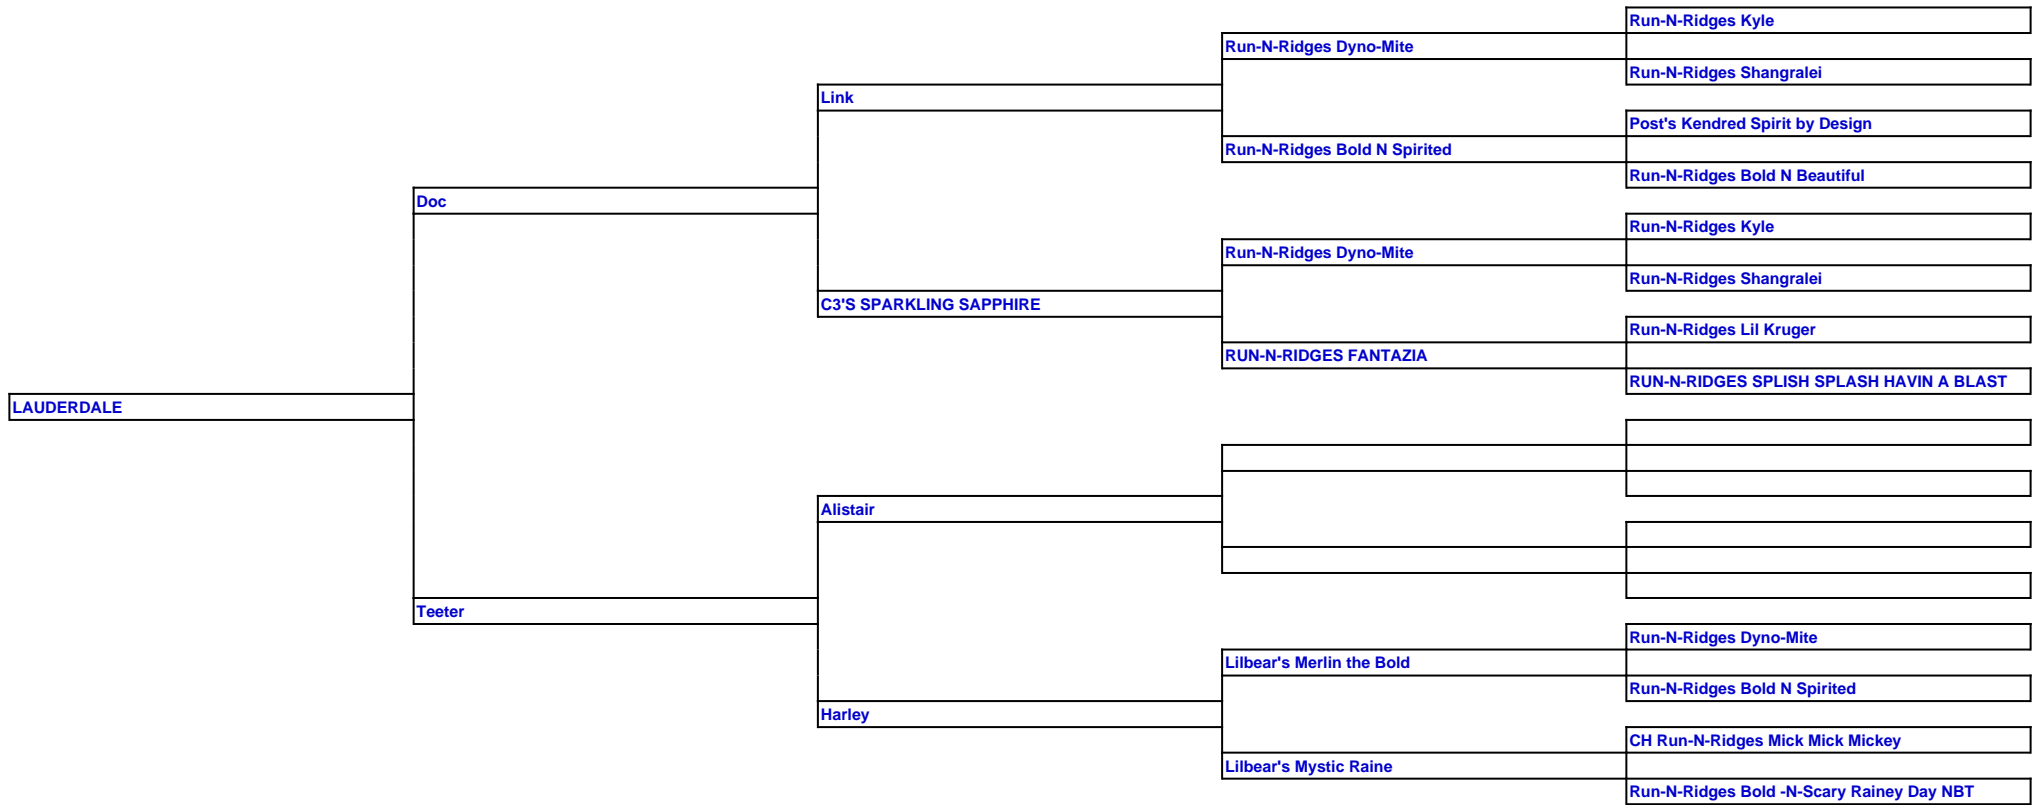 Run-N-Ridges Kyle
Run-N-Ridges Dyno-Mite
Run-N-Ridges Shangralei
Link
Post's Kendred Spirit by Design
Run-N-Ridges Bold N Spirited
Run-N-Ridges Bold N Beautiful
Doc
Run-N-Ridges Kyle
Run-N-Ridges Dyno-Mite
Run-N-Ridges Shangralei
C3'S SPARKLING SAPPHIRE
Run-N-Ridges Lil Kruger
RUN-N-RIDGES FANTAZIA
RUN-N-RIDGES SPLISH SPLASH HAVIN A BLAST
LAUDERDALE
Alistair
Teeter
Run-N-Ridges Dyno-Mite
Lilbear's Merlin the Bold
Run-N-Ridges Bold N Spirited
Harley
CH Run-N-Ridges Mick Mick Mickey
Lilbear's Mystic Raine
Run-N-Ridges Bold -N-Scary Rainey Day NBT